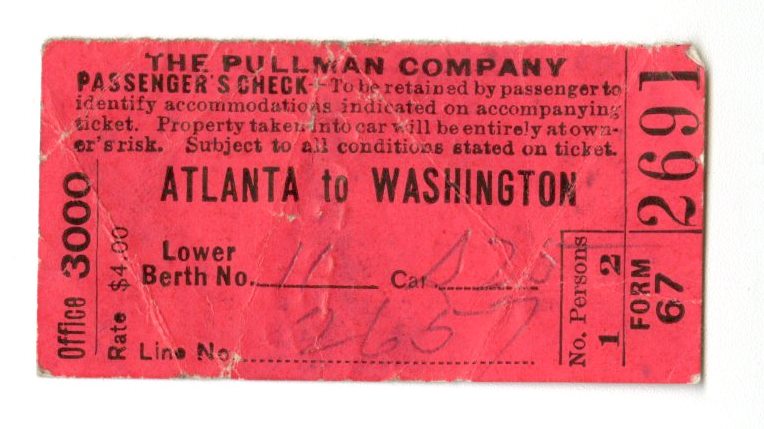 THE PULLMAN COMPANY
PASSENGER'S CHECK—To be retained by passenger to
identify accommodations indicated on accompanying
ticket. Property taken into car will be entirely at own-
er's risk. Subject to all conditions stated on ticket.
ATLANTA to WASHINGTON
Lower
Berth No. 11 Car
Line No. 2657
Office 3000
Rate $4.00
No. Persons
1 2
FORM
67
2691